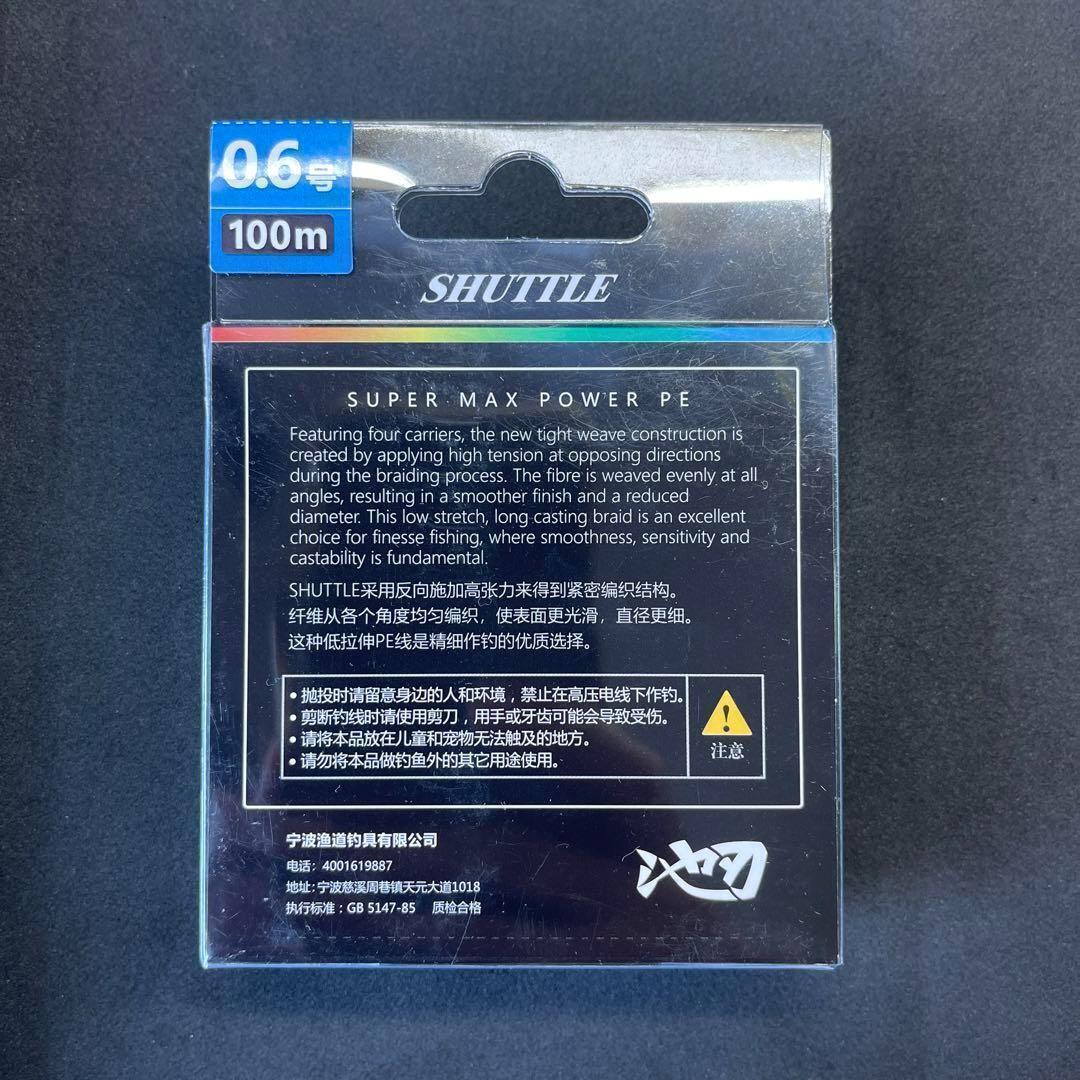 0.6号
100m
SHUTTLE
SUPER MAX POWER PE
Featuring four carriers, the new tight weave construction is
created by applying high tension at opposing directions
during the braiding process. The fibre is weaved evenly at all
angles, resulting in a smoother finish and a reduced
diameter. This low stretch, long casting braid is an excellent
choice for finesse fishing, where smoothness, sensitivity and
castability is fundamental.
SHUTTLE采用反向施加高张力来得到紧密编织结构。
纤维从各个角度均匀编织，使表面更光滑，直径更细。
这种低拉伸PE线是精细作钓的优质选择。
• 抛投时请留意身边的人和环境，禁止在高压电线下作钓。
• 剪断钓线时请使用剪刀，用手或牙齿可能会导致受伤。
• 请将本品放在儿童和宠物无法触及的地方。
• 请勿将本品做钓鱼外的其它用途使用。
注意
宁波渔道钓具有限公司
电话：4001619887
地址：宁波慈溪周巷镇天元大道1018
执行标准：GB 5147-85 质检合格